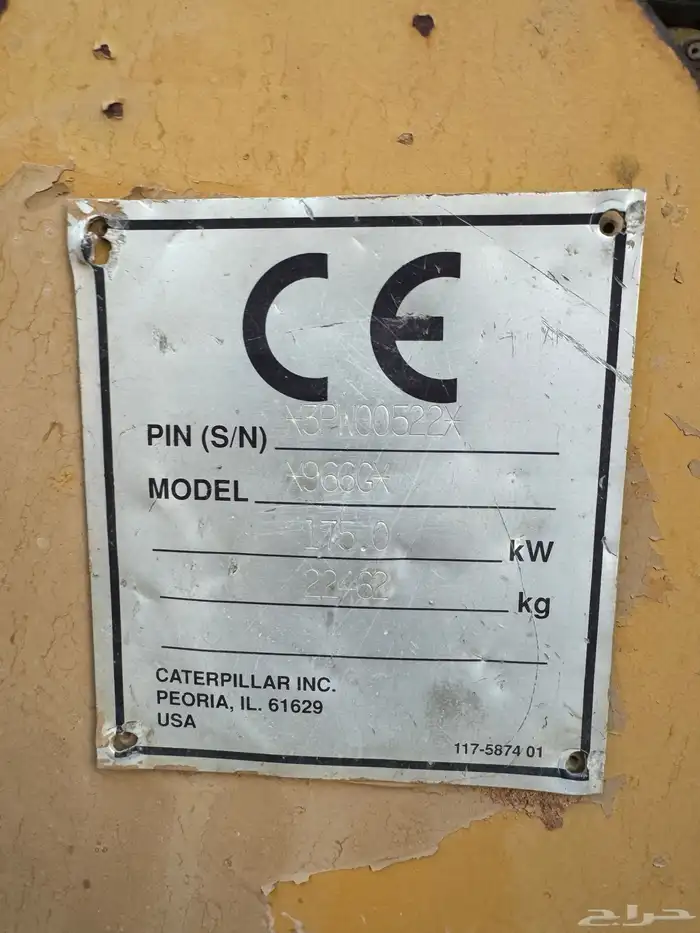 CE
PIN (S/N) *3PW00522*
MODEL *966G*
175.0 kW
22462 kg
CATERPILLAR INC.
PEORIA, IL. 61629
USA
117-5874 01
حراج